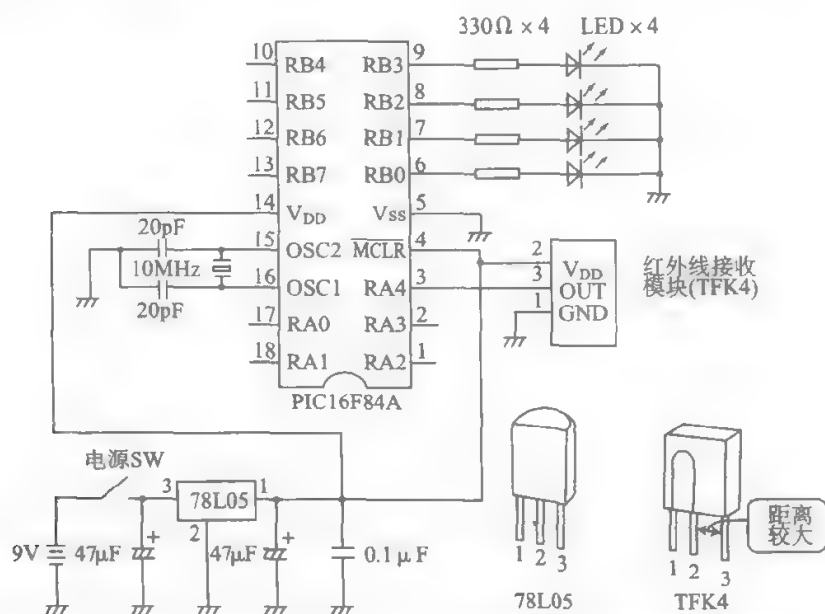 330Ω×4 LED×4
10 RB4 RB3 9
11 RB5 RB2 8
12 RB6 RB1 7
13 RB7 RB0 6
14 VDD VSS 5
20pF
15 OSC2 MCLR 4
10MHz
16 OSC1 RA4 3
20pF
17 RA0 RA3 2
18 RA1 RA2 1
PIC16F84A
2 VDD
3 OUT
1 GND
红外线接收
模块(TFK4)
电源SW
3 78L05 1
2
9V 47μF 47μF 0.1μF
1 2 3
78L05
1 2 3
TFK4
距离
较大